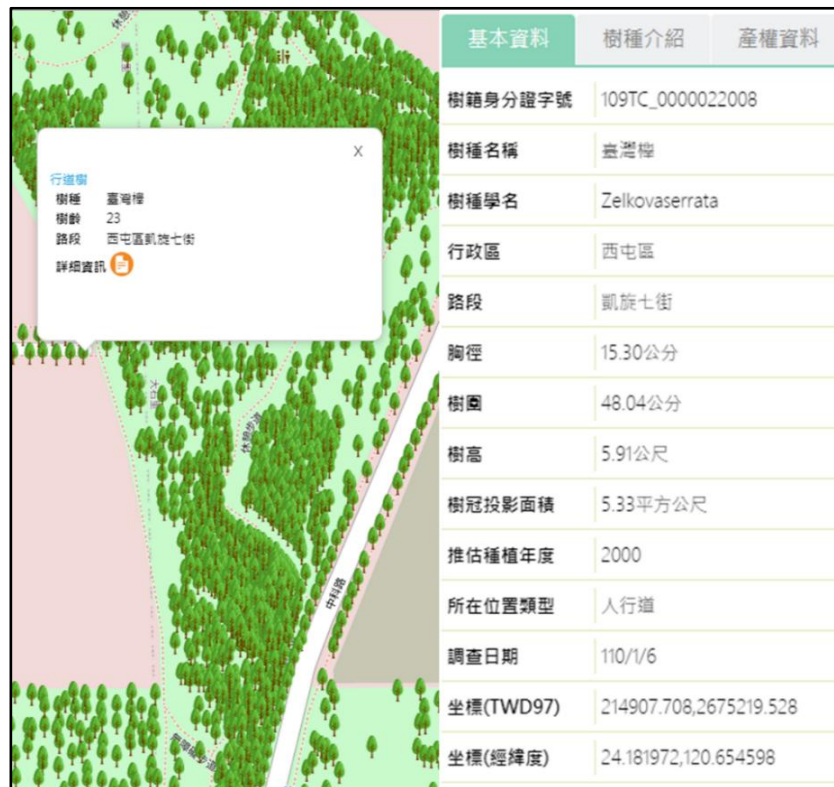 行道樹
X
樹種 臺灣櫸
樹齡 23
路段 西屯區凱旋七街
詳細資訊
大石里
休憩步道
中科路
基本資料 樹種介紹 產權資料
樹籍身分證字號 109TC_0000022008
樹種名稱 臺灣櫸
樹種學名 Zelkovaserrata
行政區 西屯區
路段 凱旋七街
胸徑 15.30公分
樹圍 48.04公分
樹高 5.91公尺
樹冠投影面積 5.33平方公尺
推估種植年度 2000
所在位置類型 人行道
調查日期 110/1/6
坐標(TWD97) 214907.708,2675219.528
坐標(經緯度) 24.181972,120.654598